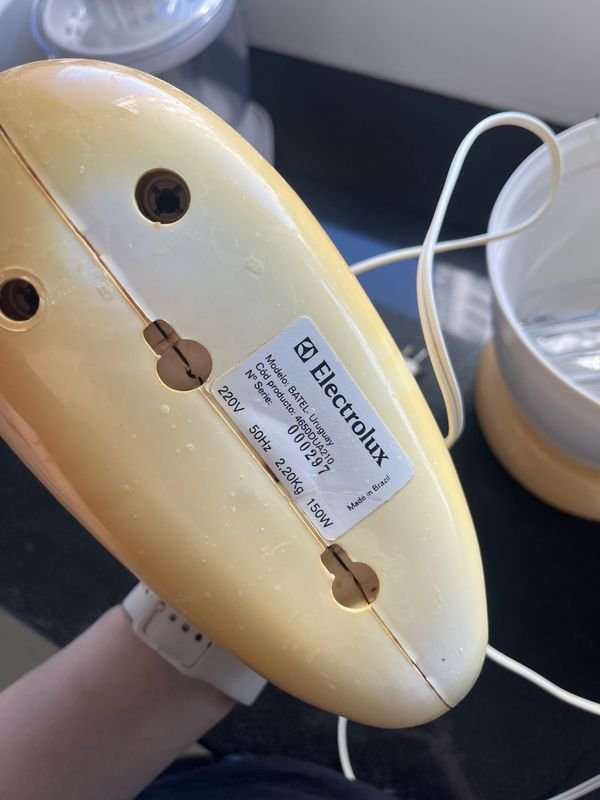 Electrolux
Modelo: BATEL- Uruguay
Cód producto: 4650DUA210
Nº Serie: 000297
220V 50Hz 2,20Kg 150W
Made in Brazil